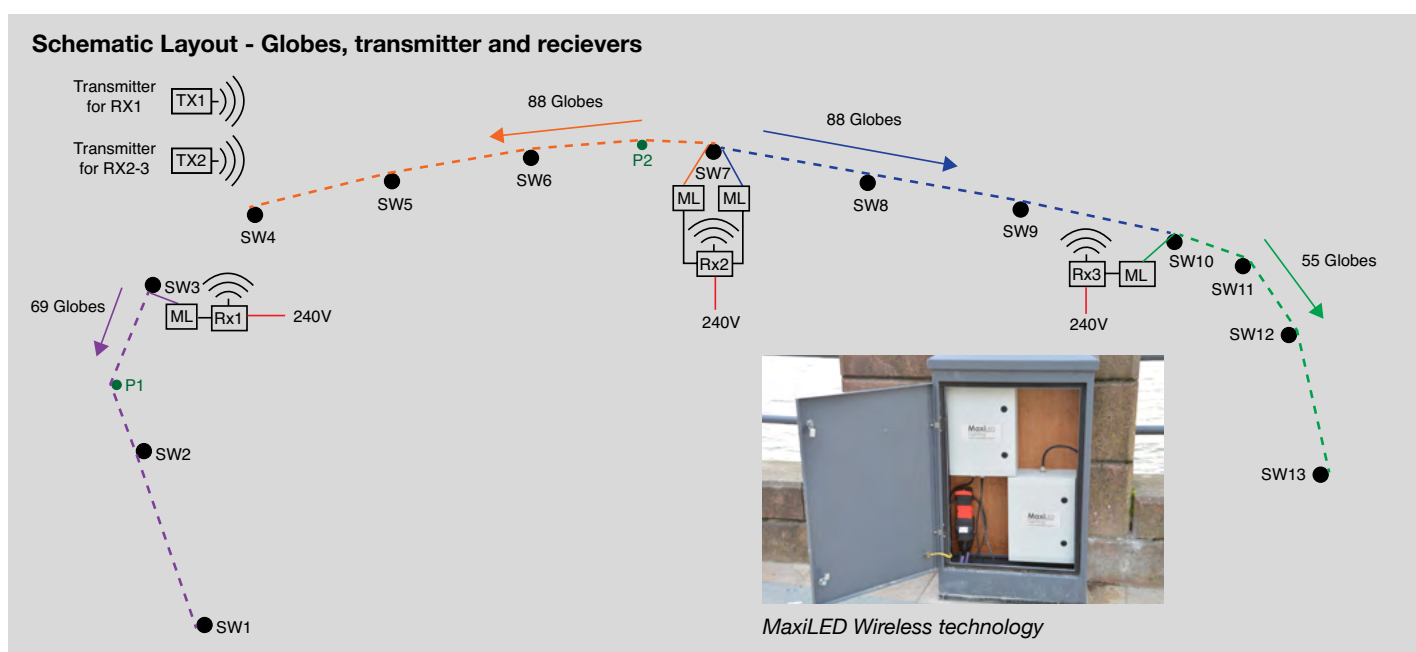 Schematic Layout - Globes, transmitter and recievers
Transmitter
for RX1
TX1
Transmitter
for RX2-3
TX2
88 Globes
88 Globes
P2
SW7
SW6
SW5
SW4
SW8
SW9
SW10
SW11
SW12
SW13
55 Globes
ML
ML
Rx2
240V
Rx3
ML
240V
SW3
69 Globes
ML
Rx1
240V
P1
SW2
SW1
MaxiLED
MaxiLED
MaxiLED Wireless technology